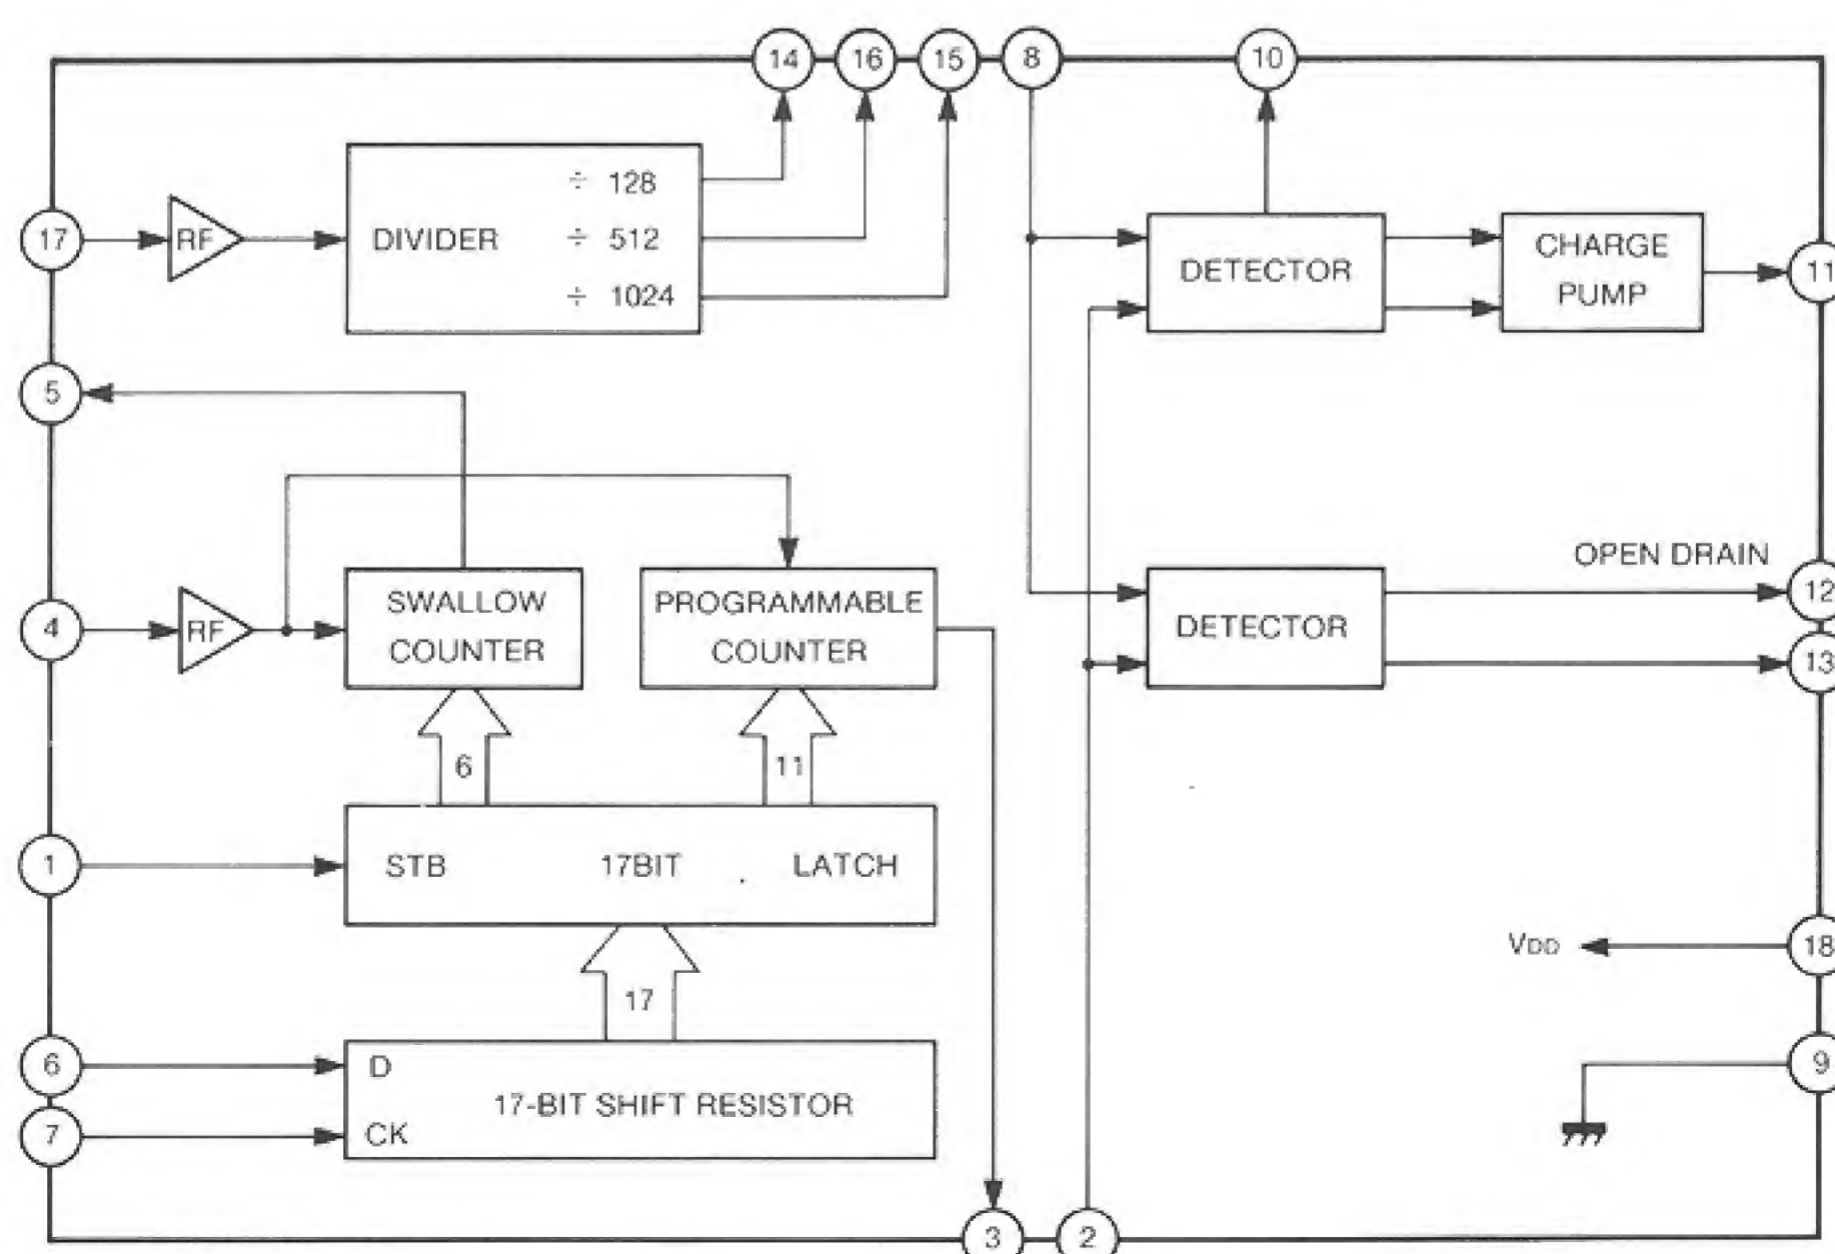 14 16 15 8 10
÷ 128
17 RF DIVIDER ÷ 512
÷ 1024
DETECTOR
CHARGE
PUMP
11
5
OPEN DRAIN
4 RF
SWALLOW
COUNTER
PROGRAMMABLE
COUNTER
DETECTOR
12
13
6 11
1 STB 17BIT LATCH
VDD 18
17
6 D
7 CK
17-BIT SHIFT RESISTOR
9
3 2